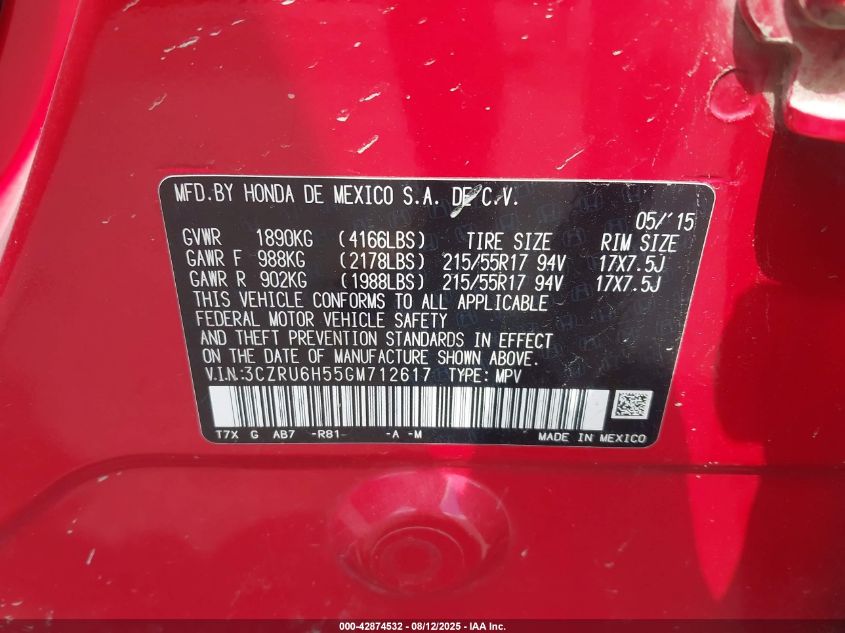 MFD.BY HONDA DE MEXICO S.A. DE C.V.
05/'15
GVWR 1890KG (4166LBS) TIRE SIZE RIM SIZE
GAWR F 988KG (2178LBS) 215/55R17 94V 17X7.5J
GAWR R 902KG (1988LBS) 215/55R17 94V 17X7.5J
THIS VEHICLE CONFORMS TO ALL APPLICABLE
FEDERAL MOTOR VEHICLE SAFETY
AND THEFT PREVENTION STANDARDS IN EFFECT
ON THE DATE OF MANUFACTURE SHOWN ABOVE.
V.I.N:3CZRU6H55GM712617 TYPE: MPV
T7X G AB7 -R81- -A -M MADE IN MEXICO
000-42874532 - 08/12/2025 - IAA Inc.